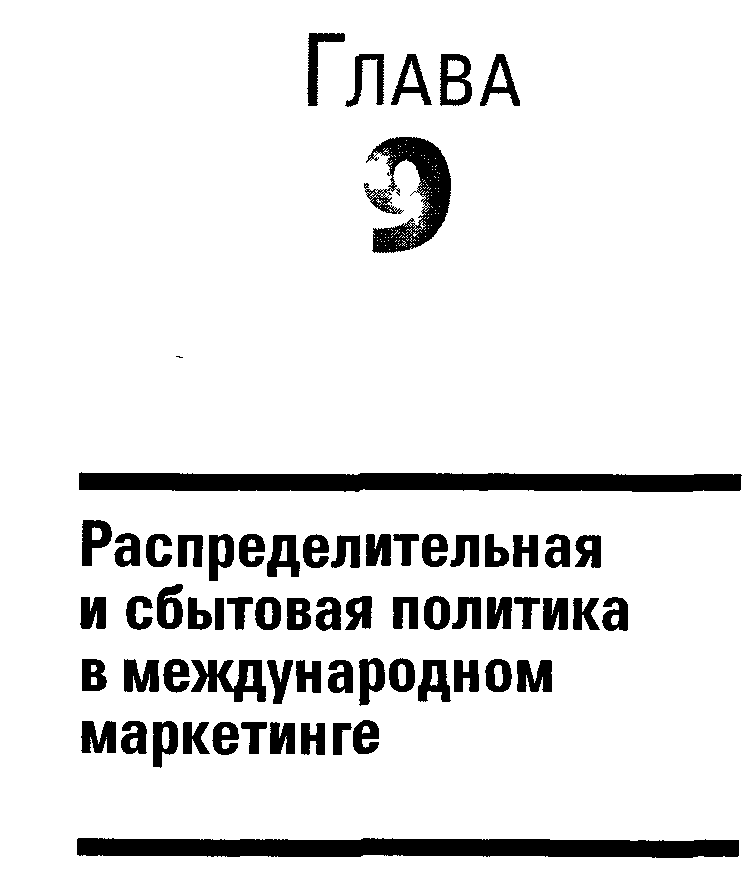 Глава
9
Распределительная
и сбытовая политика
в международном
маркетинге